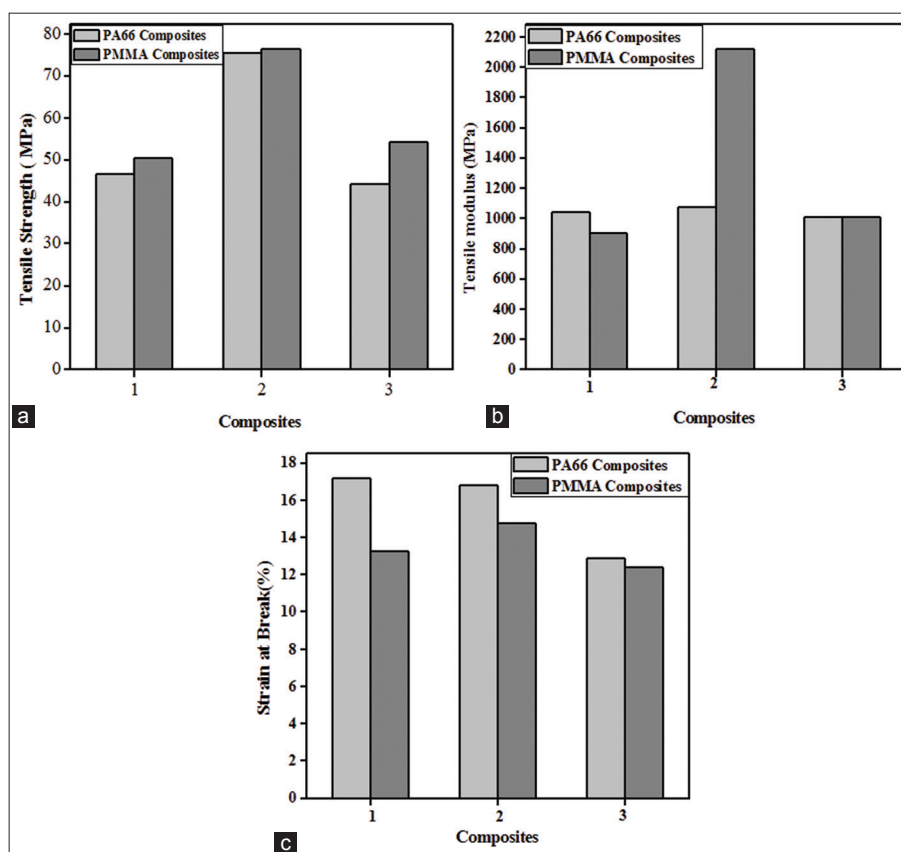 PA66 Composites
PMMA Composites
Tensile Strength ( MPa)
80
70
60
50
40
30
20
10
0
1 2 3
Composites
a
PA66 Composites
PMMA Composites
Tensile modulus (MPa)
2200
2000
1800
1600
1400
1200
1000
800
600
400
200
0
1 2 3
Composites
b
PA66 Composites
PMMA Composites
Strain at Break(%)
18
16
14
12
10
8
6
4
2
0
1 2 3
Composites
c